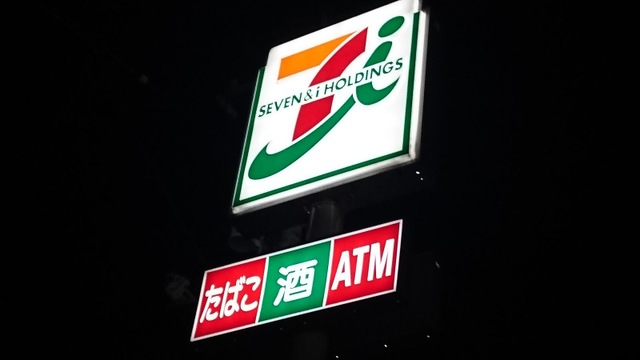 7i
SEVEN & i HOLDINGS
たばこ 酒 ATM